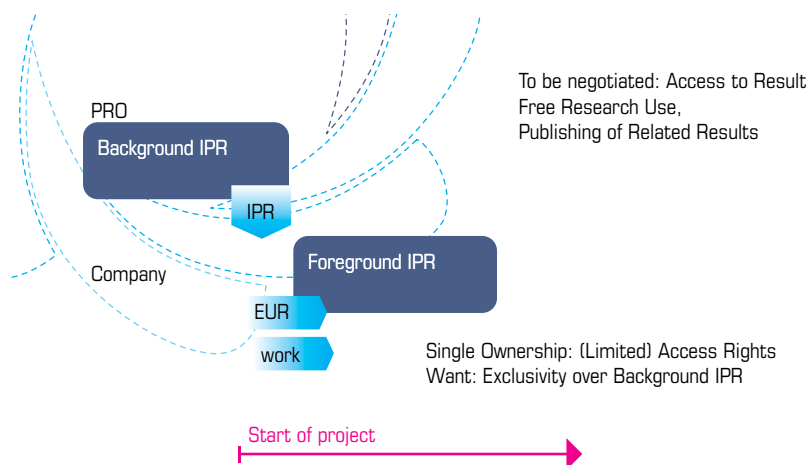 To be negotiated: Access to Result
Free Research Use,
Publishing of Related Results
PRO
Background IPR
IPR
Foreground IPR
Company
EUR
work
Single Ownership: (Limited) Access Rights
Want: Exclusivity over Background IPR
Start of project